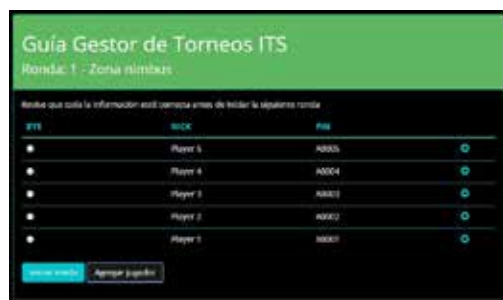 Guía Gestor de Torneos ITS
Ronda: 1 - Zona nimbus
Revise que toda la información esté correcta antes de iniciar la siguiente ronda
BYE NICK PIN
Player 5 A0005
Player 4 A0004
Player 3 A0003
Player 2 A0002
Player 1 A0001
Iniciar ronda Agregar jugador